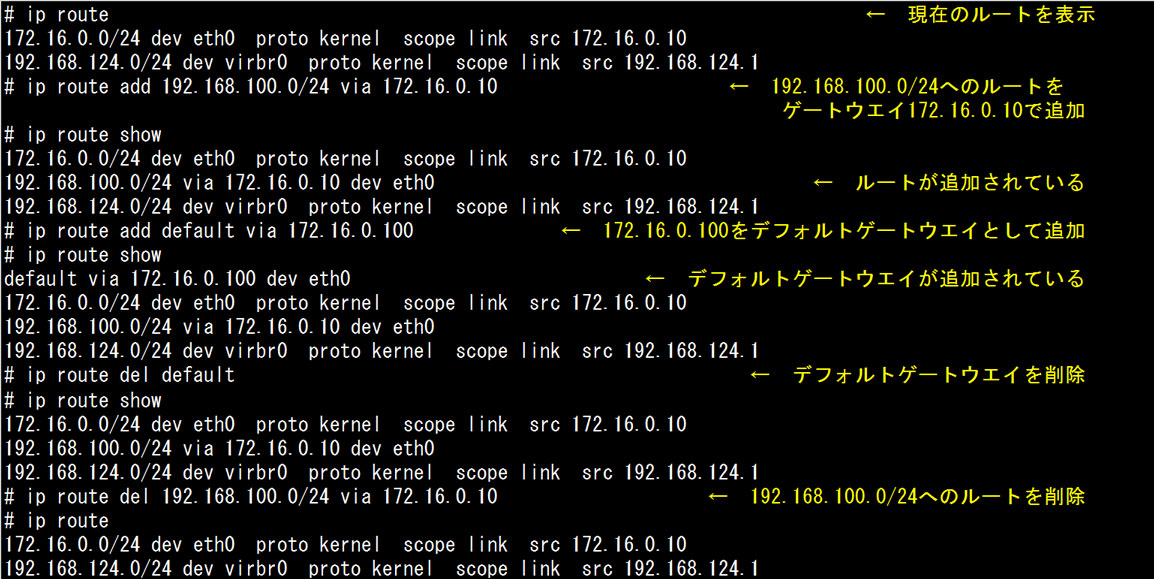 # ip route ← 現在のルートを表示
172.16.0.0/24 dev eth0  proto kernel  scope link  src 172.16.0.10
192.168.124.0/24 dev virbr0  proto kernel  scope link  src 192.168.124.1
# ip route add 192.168.100.0/24 via 172.16.0.10 ← 192.168.100.0/24へのルートを
ゲートウエイ172.16.0.10で追加
# ip route show
172.16.0.0/24 dev eth0  proto kernel  scope link  src 172.16.0.10
192.168.100.0/24 via 172.16.0.10 dev eth0 ← ルートが追加されている
192.168.124.0/24 dev virbr0  proto kernel  scope link  src 192.168.124.1
# ip route add default via 172.16.0.100 ← 172.16.0.100をデフォルトゲートウエイとして追加
# ip route show
default via 172.16.0.100 dev eth0 ← デフォルトゲートウエイが追加されている
172.16.0.0/24 dev eth0  proto kernel  scope link  src 172.16.0.10
192.168.100.0/24 via 172.16.0.10 dev eth0
192.168.124.0/24 dev virbr0  proto kernel  scope link  src 192.168.124.1
# ip route del default ← デフォルトゲートウエイを削除
# ip route show
172.16.0.0/24 dev eth0  proto kernel  scope link  src 172.16.0.10
192.168.100.0/24 via 172.16.0.10 dev eth0
192.168.124.0/24 dev virbr0  proto kernel  scope link  src 192.168.124.1
# ip route del 192.168.100.0/24 via 172.16.0.10 ← 192.168.100.0/24へのルートを削除
# ip route
172.16.0.0/24 dev eth0  proto kernel  scope link  src 172.16.0.10
192.168.124.0/24 dev virbr0  proto kernel  scope link  src 192.168.124.1